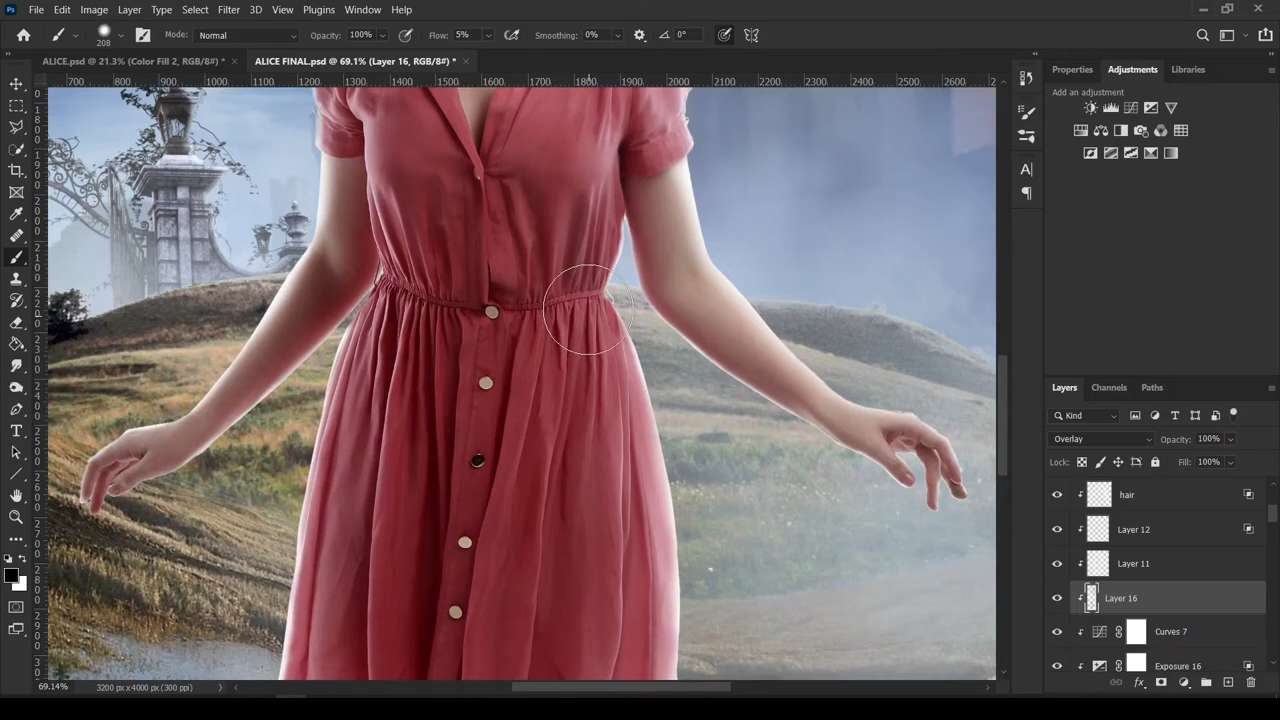 Ps File Edit Image Layer Type Select Filter 3D View Plugins Window Help
208 Mode: Normal Opacity: 100% Flow: 5% Smoothing: 0% 0°
ALICE.psd @ 21.3% (Color Fill 2, RGB/8#) * ALICE FINAL.psd @ 69.1% (Layer 16, RGB/8#) *
700 800 900 1000 1100 1200 1300 1400 1500 1600 1700 1800 1900 2000 2100 2200 2300 2400 2500 2600
Properties Adjustments Libraries
Add an adjustment
Layers Channels Paths
Kind
Overlay Opacity: 100%
Lock: Fill: 100%
hair
Layer 12
Layer 11
Layer 16
Curves 7
Exposure 16
69.14% 3200 px x 4000 px (300 ppi)